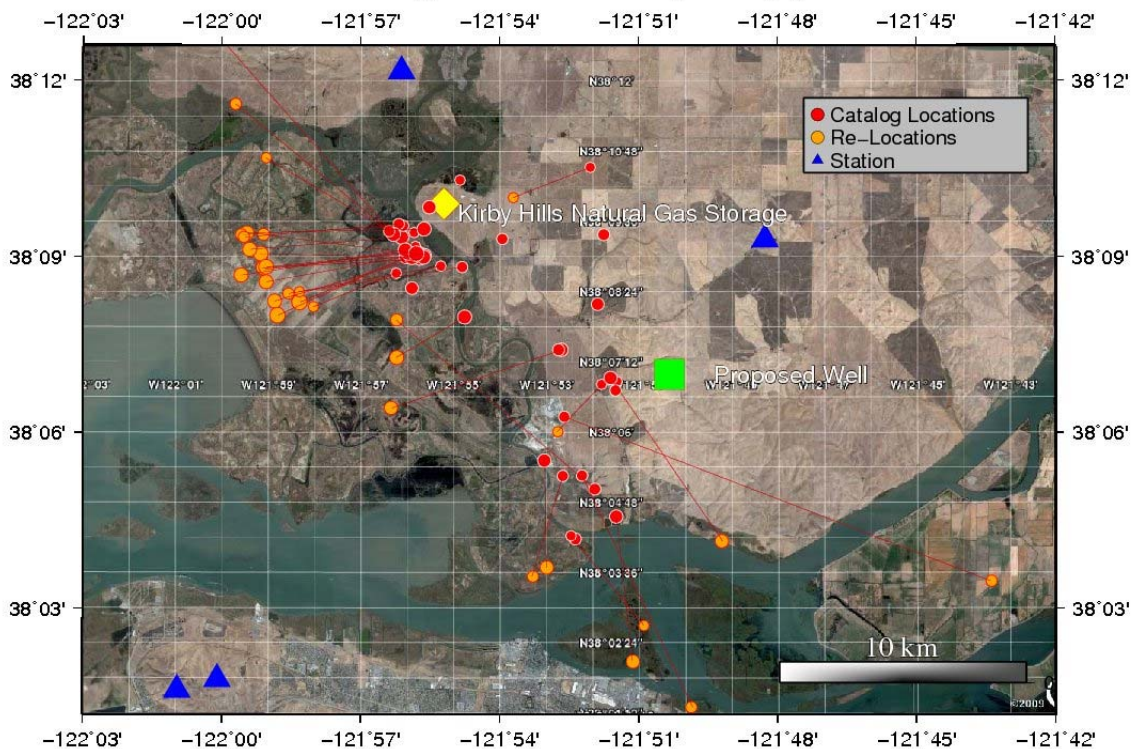 −122˚03' −122˚00' −121˚57' −121˚54' −121˚51' −121˚48' −121˚45' −121˚42'
38˚12' N38°12' 38˚12'
Catalog Locations
Re−Locations
Station
N38°10'48"
Kirby Hills Natural Gas Storage
38˚09' 38˚09'
N38°08'24"
N38°07'12"
Proposed Well
W122°01' W121°59' W121°57' W121°55' W121°53' W121°45' W121°43'
38˚06' N38°06' 38˚06'
N38°04'48"
N38°03'36"
38˚03' 38˚03'
N38°02'24"
10 km
©2009
−122˚03' −122˚00' −121˚57' −121˚54' −121˚51' −121˚48' −121˚45' −121˚42'